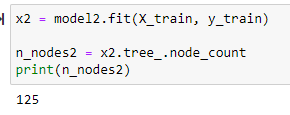 x2 = model2.fit(X_train, y_train)
n_nodes2 = x2.tree_.node_count
print(n_nodes2)
125